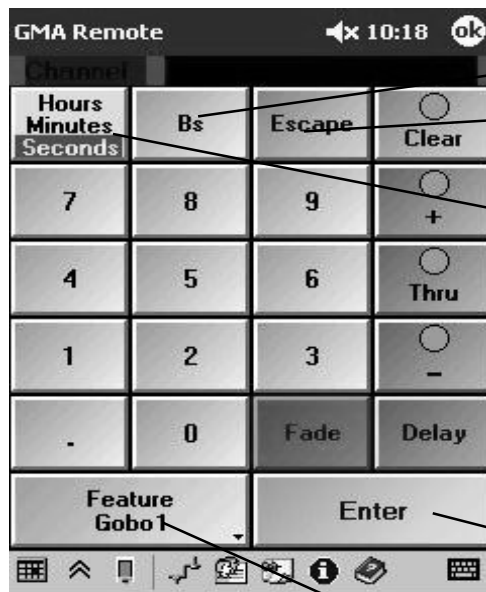 GMA Remote 10:18 ok
Channel
Hours
Minutes
Seconds
Bs
Escape
Clear
7
8
9
+
4
5
6
Thru
1
2
3
-
.
0
Fade
Delay
Feature
Gobo1
Enter